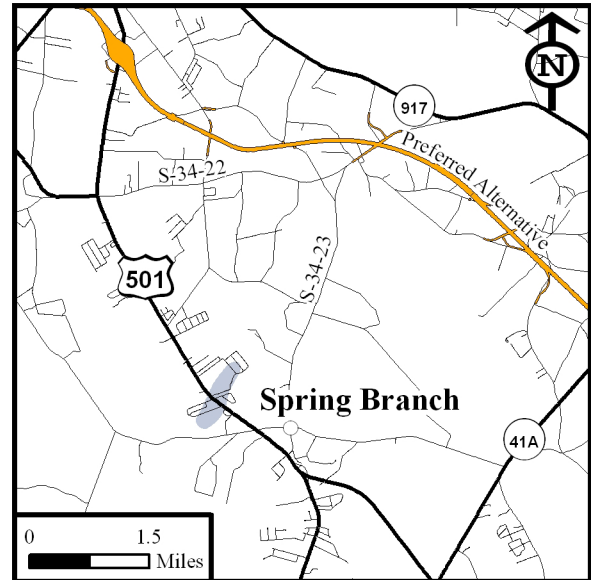 N
917
Preferred Alternative
S-34-22
S-34-23
501
Spring Branch
41A
0 1.5
Miles